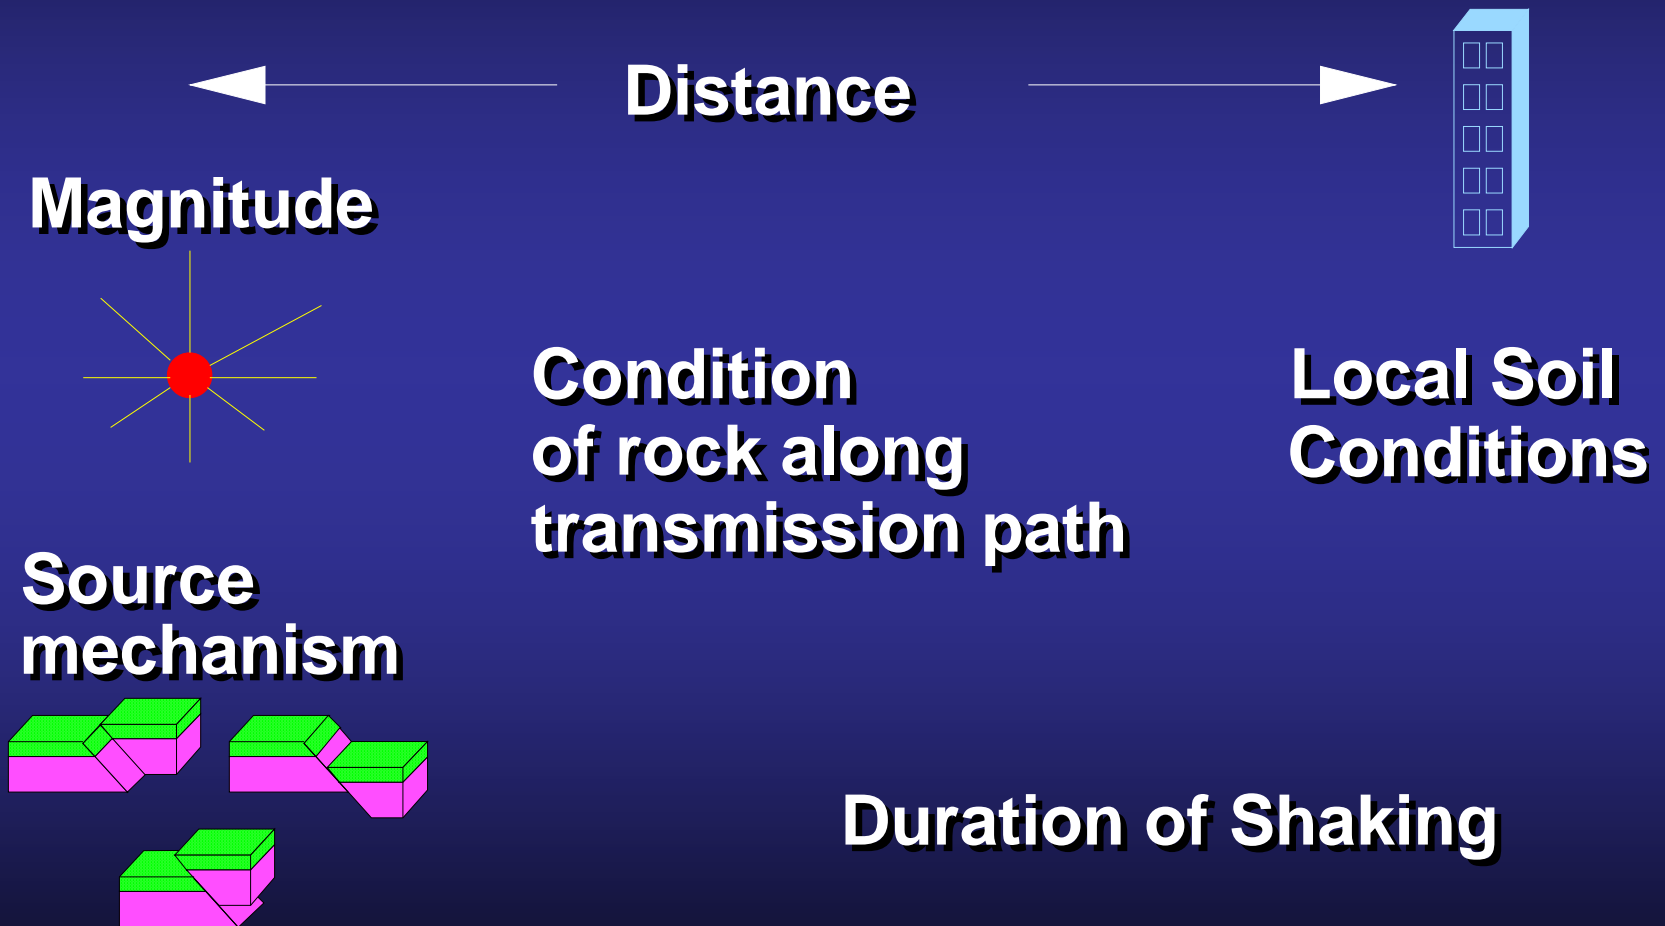 Distance
Magnitude
Condition
of rock along
transmission path
Local Soil
Conditions
Source
mechanism
Duration of Shaking